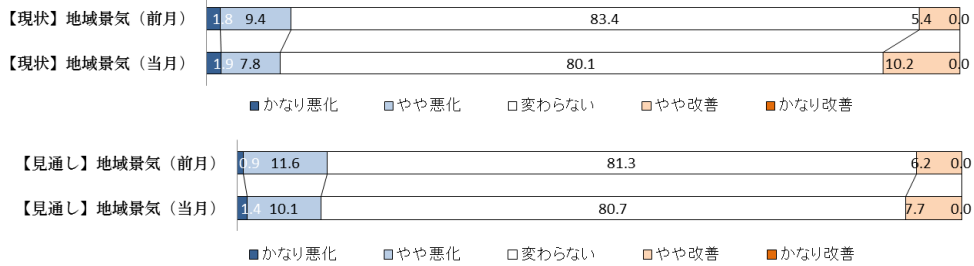 【現状】地域景気（前月） 1.8 9.4 83.4 5.4 0.0
【現状】地域景気（当月） 1.9 7.8 80.1 10.2 0.0
■かなり悪化 ■やや悪化 □変わらない ■やや改善 ■かなり改善
【見通し】地域景気（前月） 0.9 11.6 81.3 6.2 0.0
【見通し】地域景気（当月） 1.4 10.1 80.7 7.7 0.0
■かなり悪化 ■やや悪化 □変わらない ■やや改善 ■かなり改善